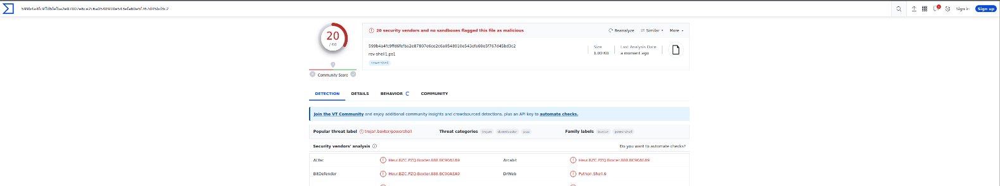 599b4a4fc9ffd6fefba2e87807e6ce2c6a0548910e543efa60e5f767d45bd3c2
Sign in
Sign up
20
/ 60
Community Score
20 security vendors and no sandboxes flagged this file as malicious
Reanalyze
Similar
More
599b4a4fc9ffd6fefba2e87807e6ce2c6a0548910e543efa60e5f767d45bd3c2
rev-shell1.ps1
powershell
Size
1.00 KB
Last Analysis Date
a moment ago
DETECTION DETAILS BEHAVIOR COMMUNITY
Join the VT Community and enjoy additional community insights and crowdsourced detections, plus an API key to automate checks.
Popular threat label trojan.boxter/powershell Threat categories trojan downloader pua Family labels boxter powershell
Security vendors' analysis Do you want to automate checks?
ALYac Heur.BZC.PZQ.Boxter.888.BC90AEA9 Arcabit Heur.BZC.PZQ.Boxter.888.BC90AEA9
BitDefender Heur.BZC.PZQ.Boxter.888.BC90AEA9 DrWeb Python.Shell.6